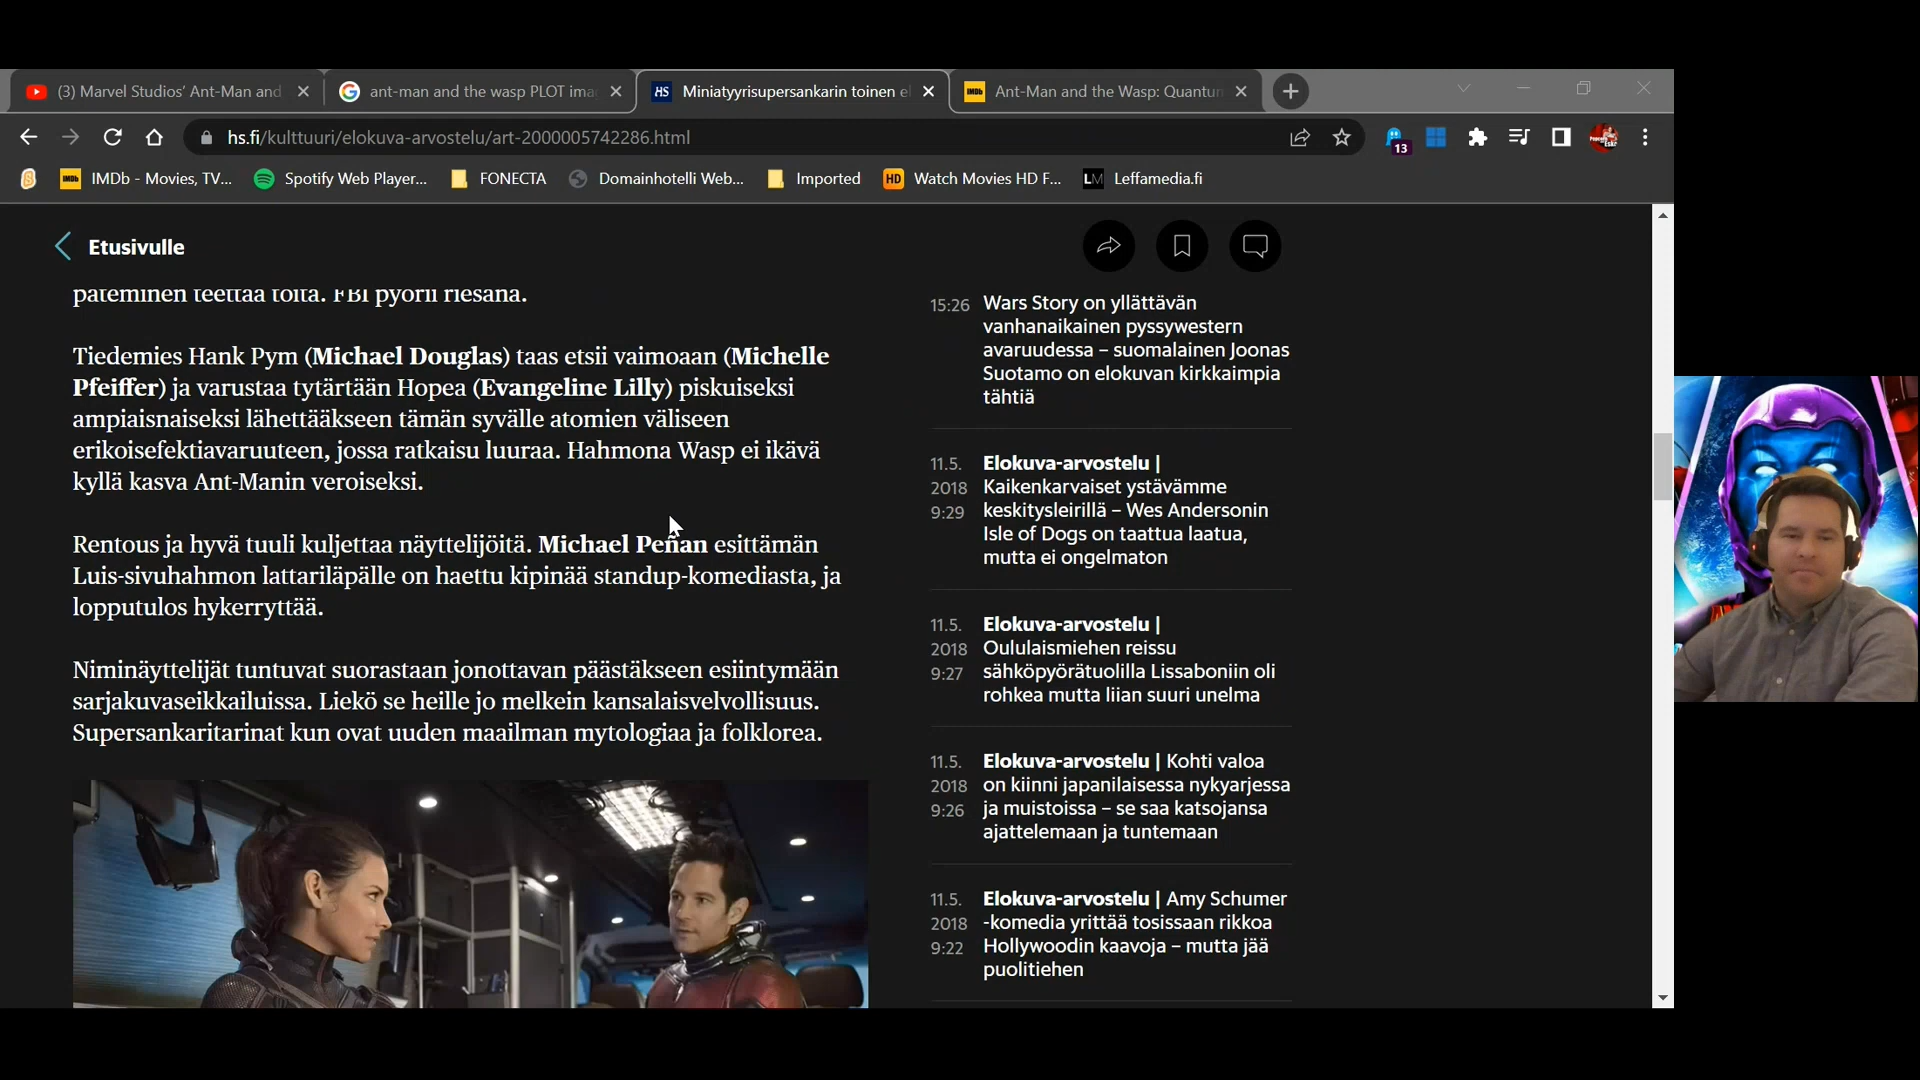 (3) Marvel Studios' Ant-Man and
ant-man and the wasp PLOT ima
HS
Miniatyyrisupersankarin toinen el
IMDb
Ant-Man and the Wasp: Quantum
hs.fi/kulttuuri/elokuva-arvostelu/art-2000005742286.html
13
IMDb
IMDb - Movies, TV...
Spotify Web Player...
FONECTA
Domainhotelli Web...
Imported
HD
Watch Movies HD F...
LM
Leffamedia.fi
Etusivulle
Tiedemies Hank Pym (Michael Douglas) taas etsii vaimoaan (Michelle
Pfeiffer) ja varustaa tytärtään Hopea (Evangeline Lilly) piskuiseksi
ampiaisnaiseksi lähettääkseen tämän syvälle atomien väliseen
erikoisefektiavaruuteen, jossa ratkaisu luuraa. Hahmona Wasp ei ikävä
kyllä kasva Ant-Manin veroiseksi.
Rentous ja hyvä tuuli kuljettaa näyttelijöitä. Michael Peñan esittämän
Luis-sivuhahmon lattariläpälle on haettu kipinää standup-komediasta, ja
lopputulos hykerryttää.
Niminäyttelijät tuntuvat suorastaan jonottavan päästäkseen esiintymään
sarjakuvaseikkailuissa. Liekö se heille jo melkein kansalaisvelvollisuus.
Supersankaritarinat kun ovat uuden maailman mytologiaa ja folklorea.
15:26 Wars Story on yllättävän
vanhanaikainen pyssywestern
avaruudessa – suomalainen Joonas
Suotamo on elokuvan kirkkaimpia
tähtiä
11.5. Elokuva-arvostelu |
2018 Kaikenkarvaiset ystävämme
9:29 keskitysleirillä – Wes Andersonin
Isle of Dogs on taattua laatua,
mutta ei ongelmaton
11.5. Elokuva-arvostelu |
2018 Oululaismiehen reissu
9:27 sähköpyörätuolilla Lissaboniin oli
rohkea mutta liian suuri unelma
11.5. Elokuva-arvostelu | Kohti valoa
2018 on kiinni japanilaisessa nykyarjessa
9:26 ja muistoissa – se saa katsojansa
ajattelemaan ja tuntemaan
11.5. Elokuva-arvostelu | Amy Schumer
2018 -komedia yrittää tosissaan rikkoa
9:22 Hollywoodin kaavoja – mutta jää
puolitiehen